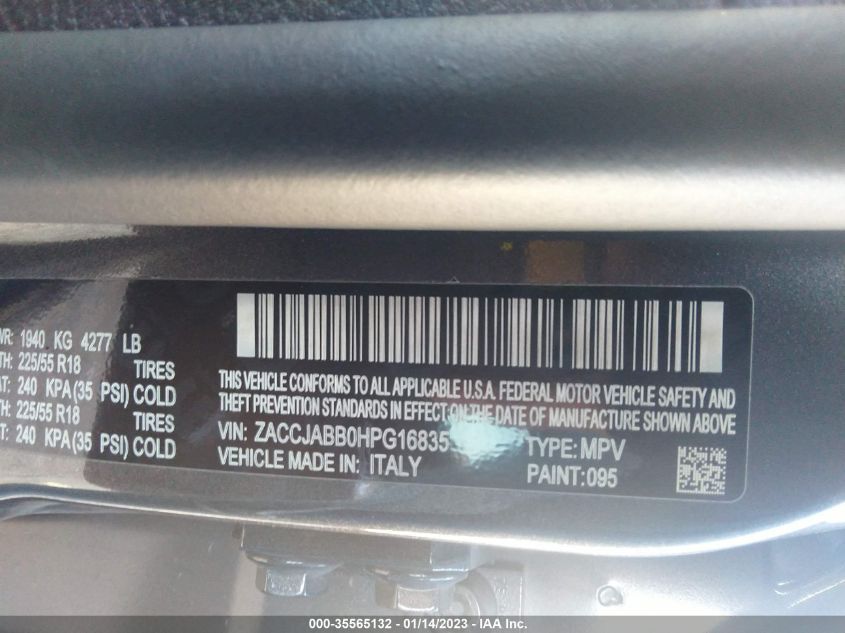 WR: 1940 KG 4277 LB
TH: 225/55 R18 TIRES
AT: 240 KPA(35 PSI) COLD
TH: 225/55 R18 TIRES
T: 240 KPA(35 PSI) COLD
THIS VEHICLE CONFORMS TO ALL APPLICABLE U.S.A. FEDERAL MOTOR VEHICLE SAFETY AND
THEFT PREVENTION STANDARDS IN EFFECT ON THE DATE OF MANUFACTURE SHOWN ABOVE
VIN: ZACCJABB0HPG16835 TYPE: MPV
VEHICLE MADE IN: ITALY PAINT:095
000-35565132 - 01/14/2023 - IAA Inc.